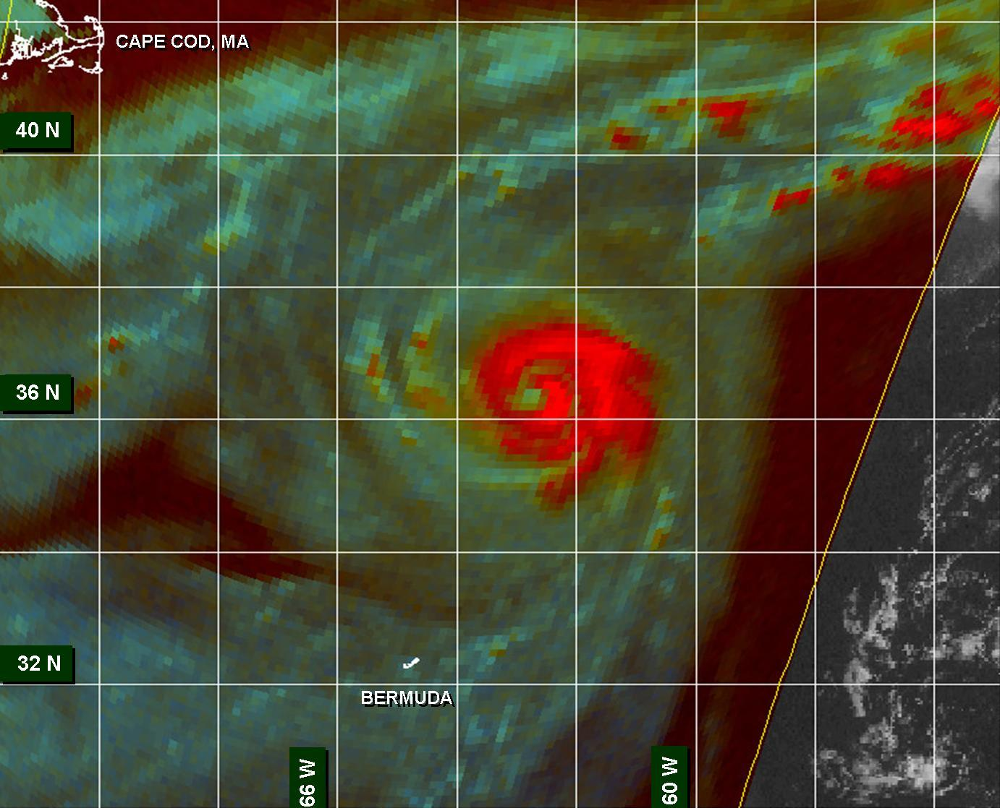 CAPE COD, MA
40 N
36 N
32 N
BERMUDA
66 W
60 W